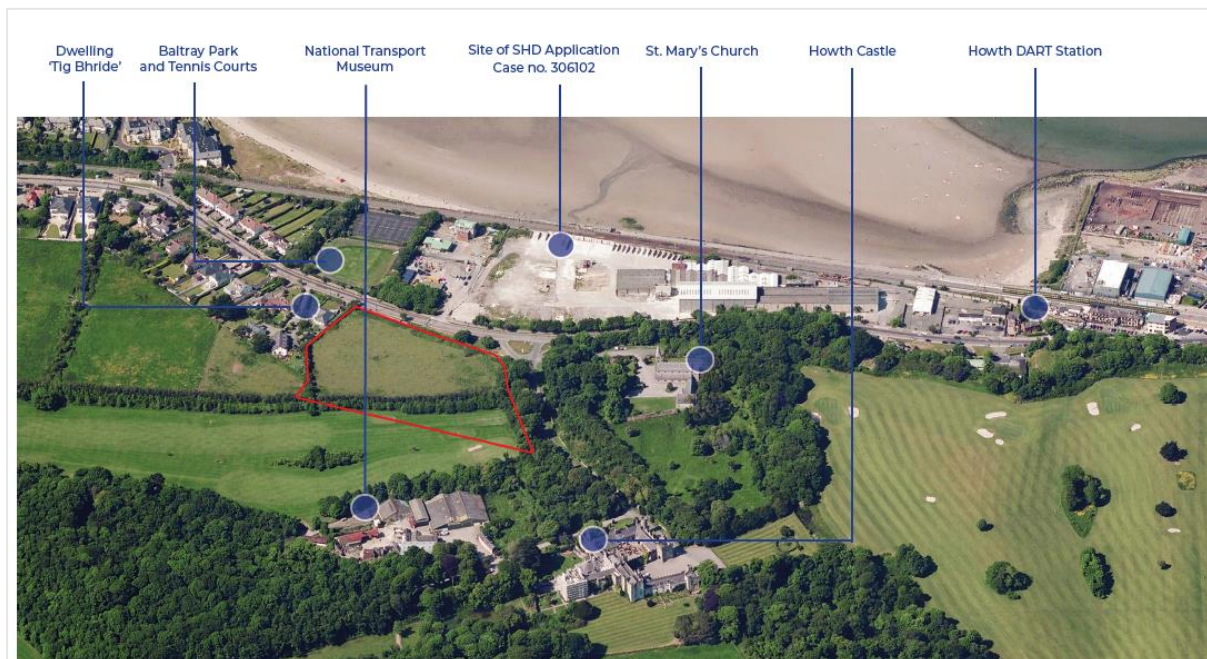 Dwelling
'Tig Bhride'
Baltray Park
and Tennis Courts
National Transport
Museum
Site of SHD Application
Case no. 306102
St. Mary's Church
Howth Castle
Howth DART Station